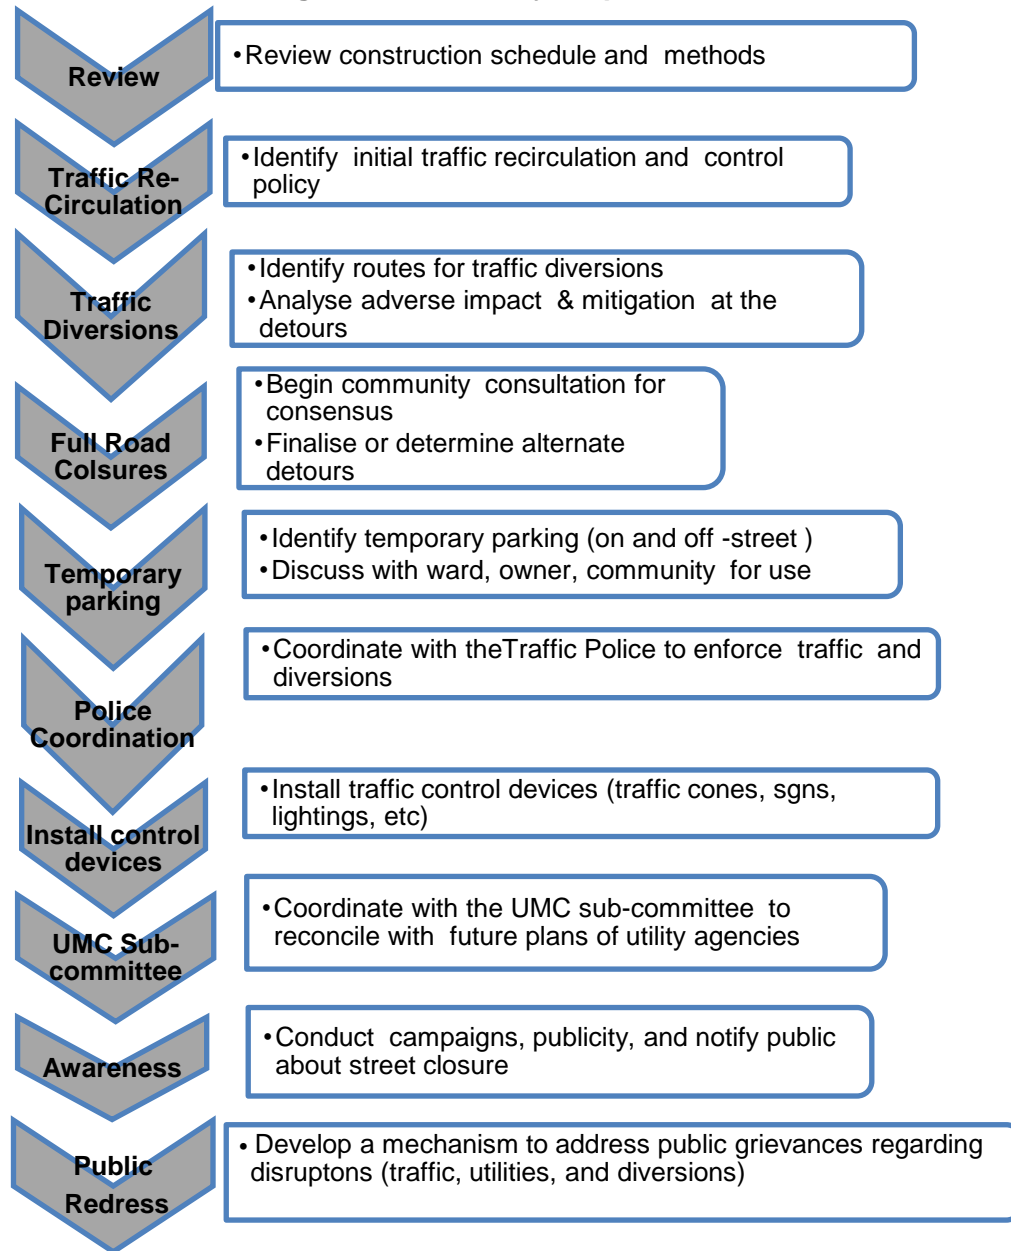 Review
•Review construction schedule and methods
Traffic Re-
Circulation
•Identify initial traffic recirculation and control
policy
Traffic
Diversions
•Identify routes for traffic diversions
•Analyse adverse impact & mitigation at the
detours
Full Road
Colsures
•Begin community consultation for
consensus
•Finalise or determine alternate
detours
Temporary
parking
•Identify temporary parking (on and off -street )
•Discuss with ward, owner, community for use
Police
Coordination
•Coordinate with theTraffic Police to enforce traffic and
diversions
Install control
devices
•Install traffic control devices (traffic cones, sgns,
lightings, etc)
UMC Sub-
committee
•Coordinate with the UMC sub-committee to
reconcile with future plans of utility agencies
Awareness
•Conduct campaigns, publicity, and notify public
about street closure
Public
Redress
• Develop a mechanism to address public grievances regarding
disruptons (traffic, utilities, and diversions)